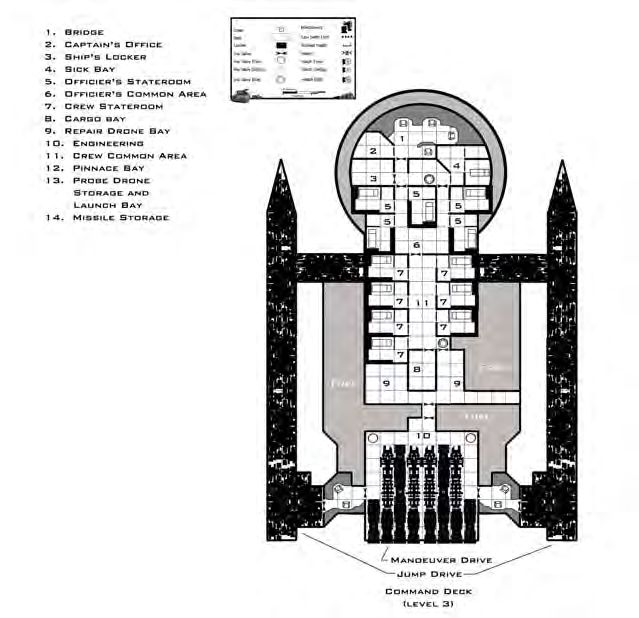 1. Bridge
2. Captain's Office
3. Ship's Locker
4. Sick Bay
5. Officier's Stateroom
6. Officier's Common Area
7. Crew Stateroom
8. Cargo bay
9. Repair Drone Bay
10. Engineering
11. Crew Common Area
12. Pinnace Bay
13. Probe Drone
Storage and
Launch Bay
14. Missile Storage
1
2
4
3
5
5 5
5 5
6
7 7
7 11 7
7 7
7
8
9 9
Fuel
Fuel
10
Manoeuver Drive
Jump Drive
Command Deck
(level 3)